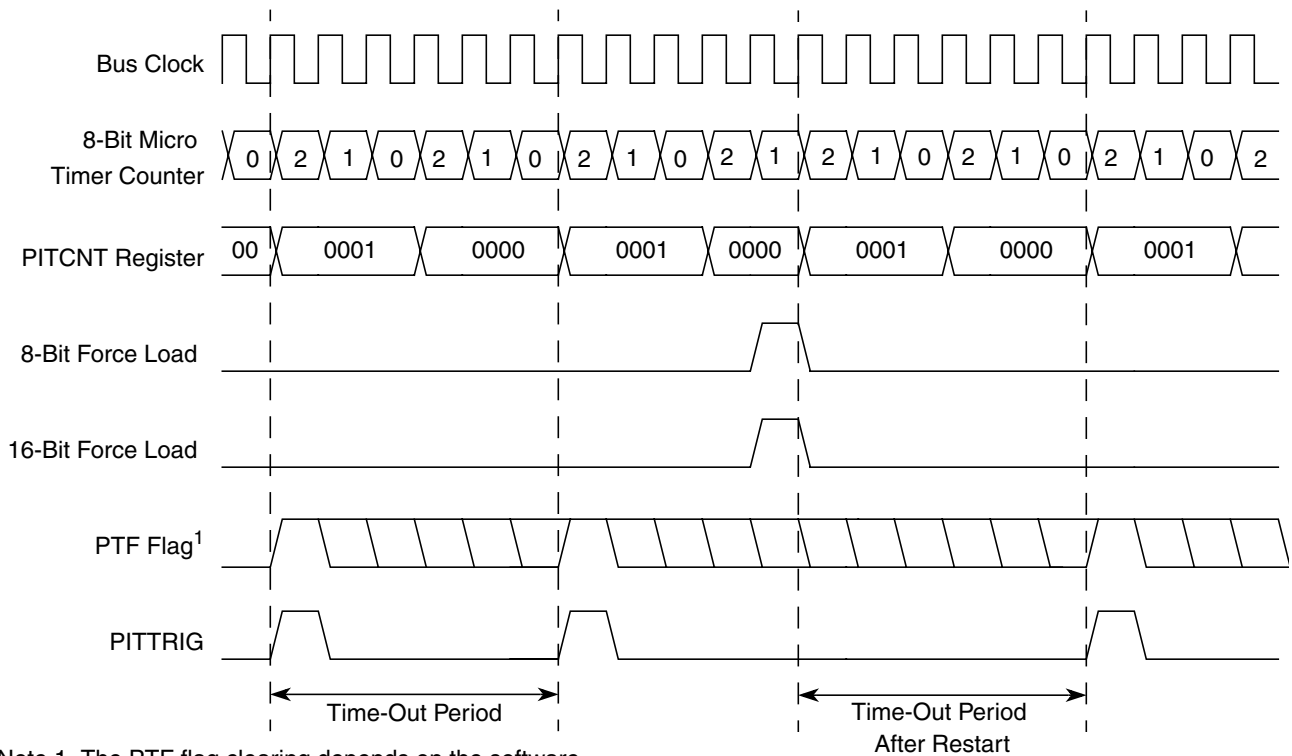 Bus Clock
8-Bit Micro
Timer Counter
0 2 1 0 2 1 0 2 1 0 2 1 2 1 0 2 1 0 2 1 0 2
PITCNT Register
00 0001 0000 0001 0000 0001 0000 0001
8-Bit Force Load
16-Bit Force Load
PTF Flag1
PITTRIG
Time-Out Period
Time-Out Period
After Restart
Note 1. The PTF flag clearing depends on the software